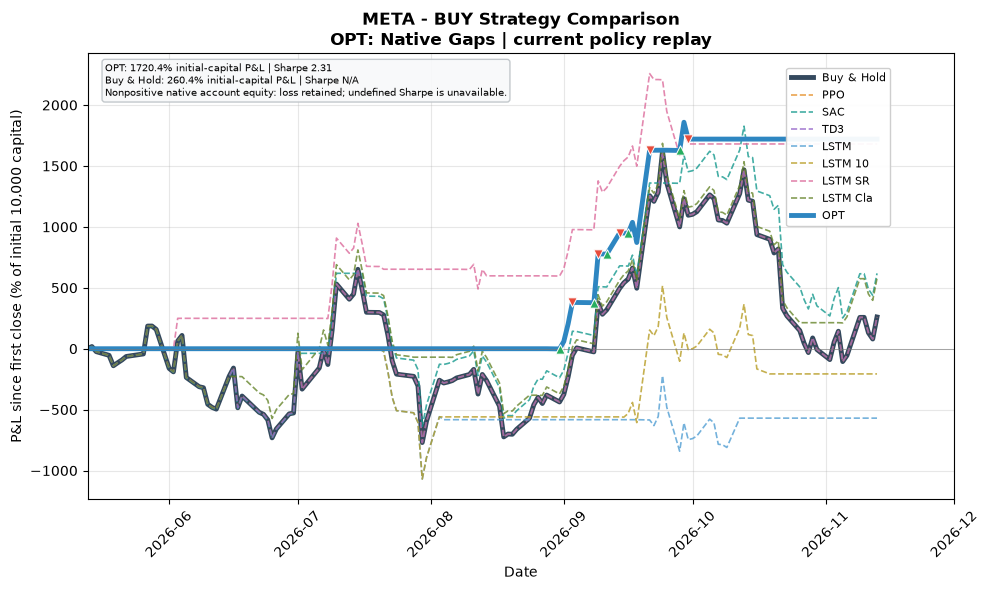 META - BUY Strategy Comparison
OPT: Native Gaps | current policy replay
OPT: 1720.4% initial-capital P&L | Sharpe 2.31
Buy & Hold: 260.4% initial-capital P&L | Sharpe N/A
Nonpositive native account equity: loss retained; undefined Sharpe is unavailable.
Buy & Hold
PPO
SAC
TD3
LSTM
LSTM 10
LSTM SR
LSTM Cla
OPT
P&L since first close (% of initial 10,000 capital)
2000
1500
1000
500
0
−500
−1000
2026-06
2026-07
2026-08
2026-09
2026-10
2026-11
2026-12
Date